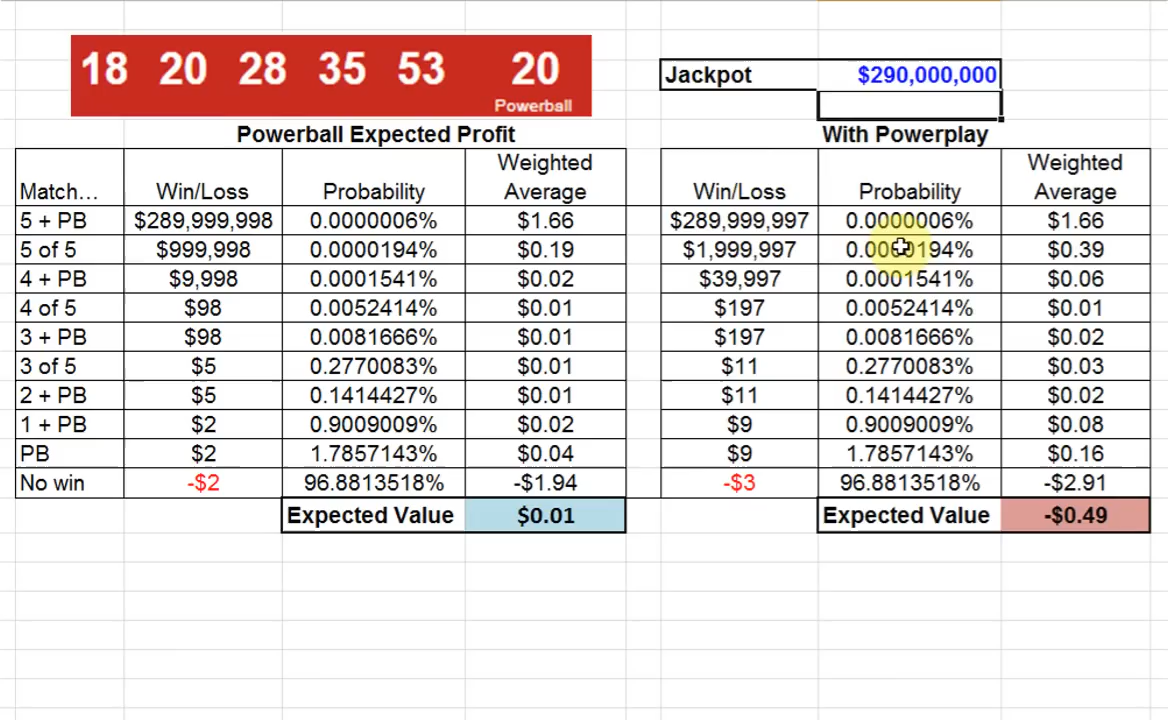 18 20 28 35 53 20
Powerball
Jackpot $290,000,000
Powerball Expected Profit With Powerplay
Match... Win/Loss Probability Weighted Average Win/Loss Probability Weighted Average
5 + PB $289,999,998 0.0000006% $1.66 $289,999,997 0.0000006% $1.66
5 of 5 $999,998 0.0000194% $0.19 $1,999,997 0.0000194% $0.39
4 + PB $9,998 0.0001541% $0.02 $39,997 0.0001541% $0.06
4 of 5 $98 0.0052414% $0.01 $197 0.0052414% $0.01
3 + PB $98 0.0081666% $0.01 $197 0.0081666% $0.02
3 of 5 $5 0.2770083% $0.01 $11 0.2770083% $0.03
2 + PB $5 0.1414427% $0.01 $11 0.1414427% $0.02
1 + PB $2 0.9009009% $0.02 $9 0.9009009% $0.08
PB $2 1.7857143% $0.04 $9 1.7857143% $0.16
No win -$2 96.8813518% -$1.94 -$3 96.8813518% -$2.91
Expected Value $0.01 Expected Value -$0.49